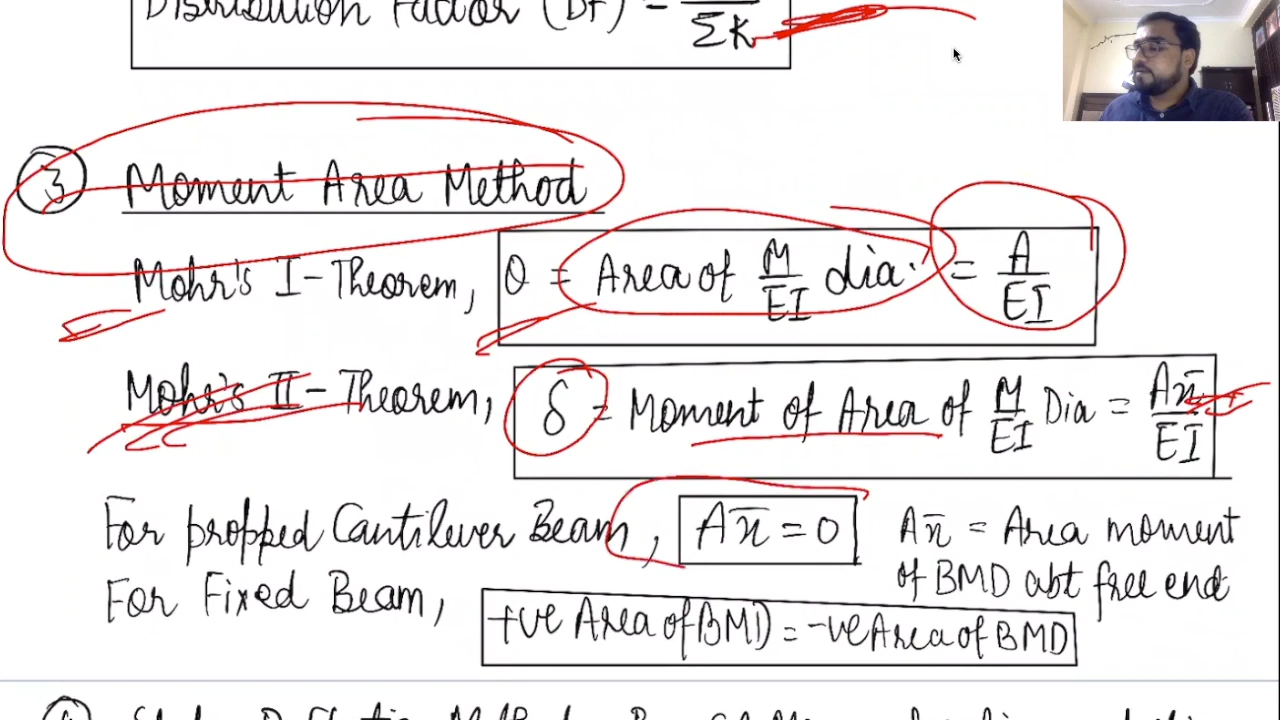 Distribution Factor (DF) =
ΣK
③ Moment Area Method
Mohr's I-Theorem, θ = Area of M/EI dia. = A/EI
Mohr's II-Theorem, δ = Moment of Area of M/EI Dia = Ax̄/EI
For propped Cantilever Beam, Ax̄ = 0
Ax̄ = Area moment
of BMD abt free end
For Fixed Beam, +ve Area of BMD = -ve Area of BMD